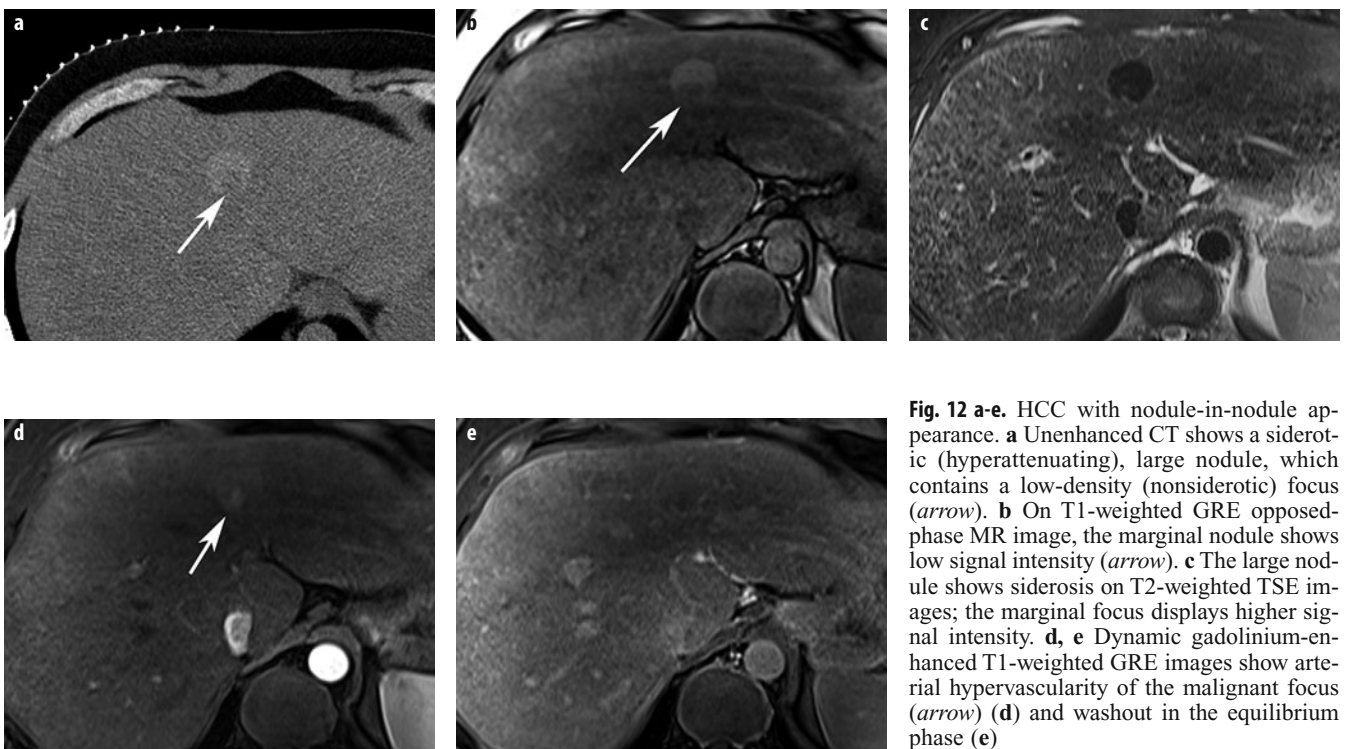 a
b
c
d
e
Fig. 12 a-e. HCC with nodule-in-nodule ap-
pearance. a Unenhanced CT shows a siderot-
ic (hyperattenuating), large nodule, which
contains a low-density (nonsiderotic) focus
(arrow). b On T1-weighted GRE opposed-
phase MR image, the marginal nodule shows
low signal intensity (arrow). c The large nod-
ule shows siderosis on T2-weighted TSE im-
ages; the marginal focus displays higher sig-
nal intensity. d, e Dynamic gadolinium-en-
hanced T1-weighted GRE images show arte-
rial hypervascularity of the malignant focus
(arrow) (d) and washout in the equilibrium
phase (e)